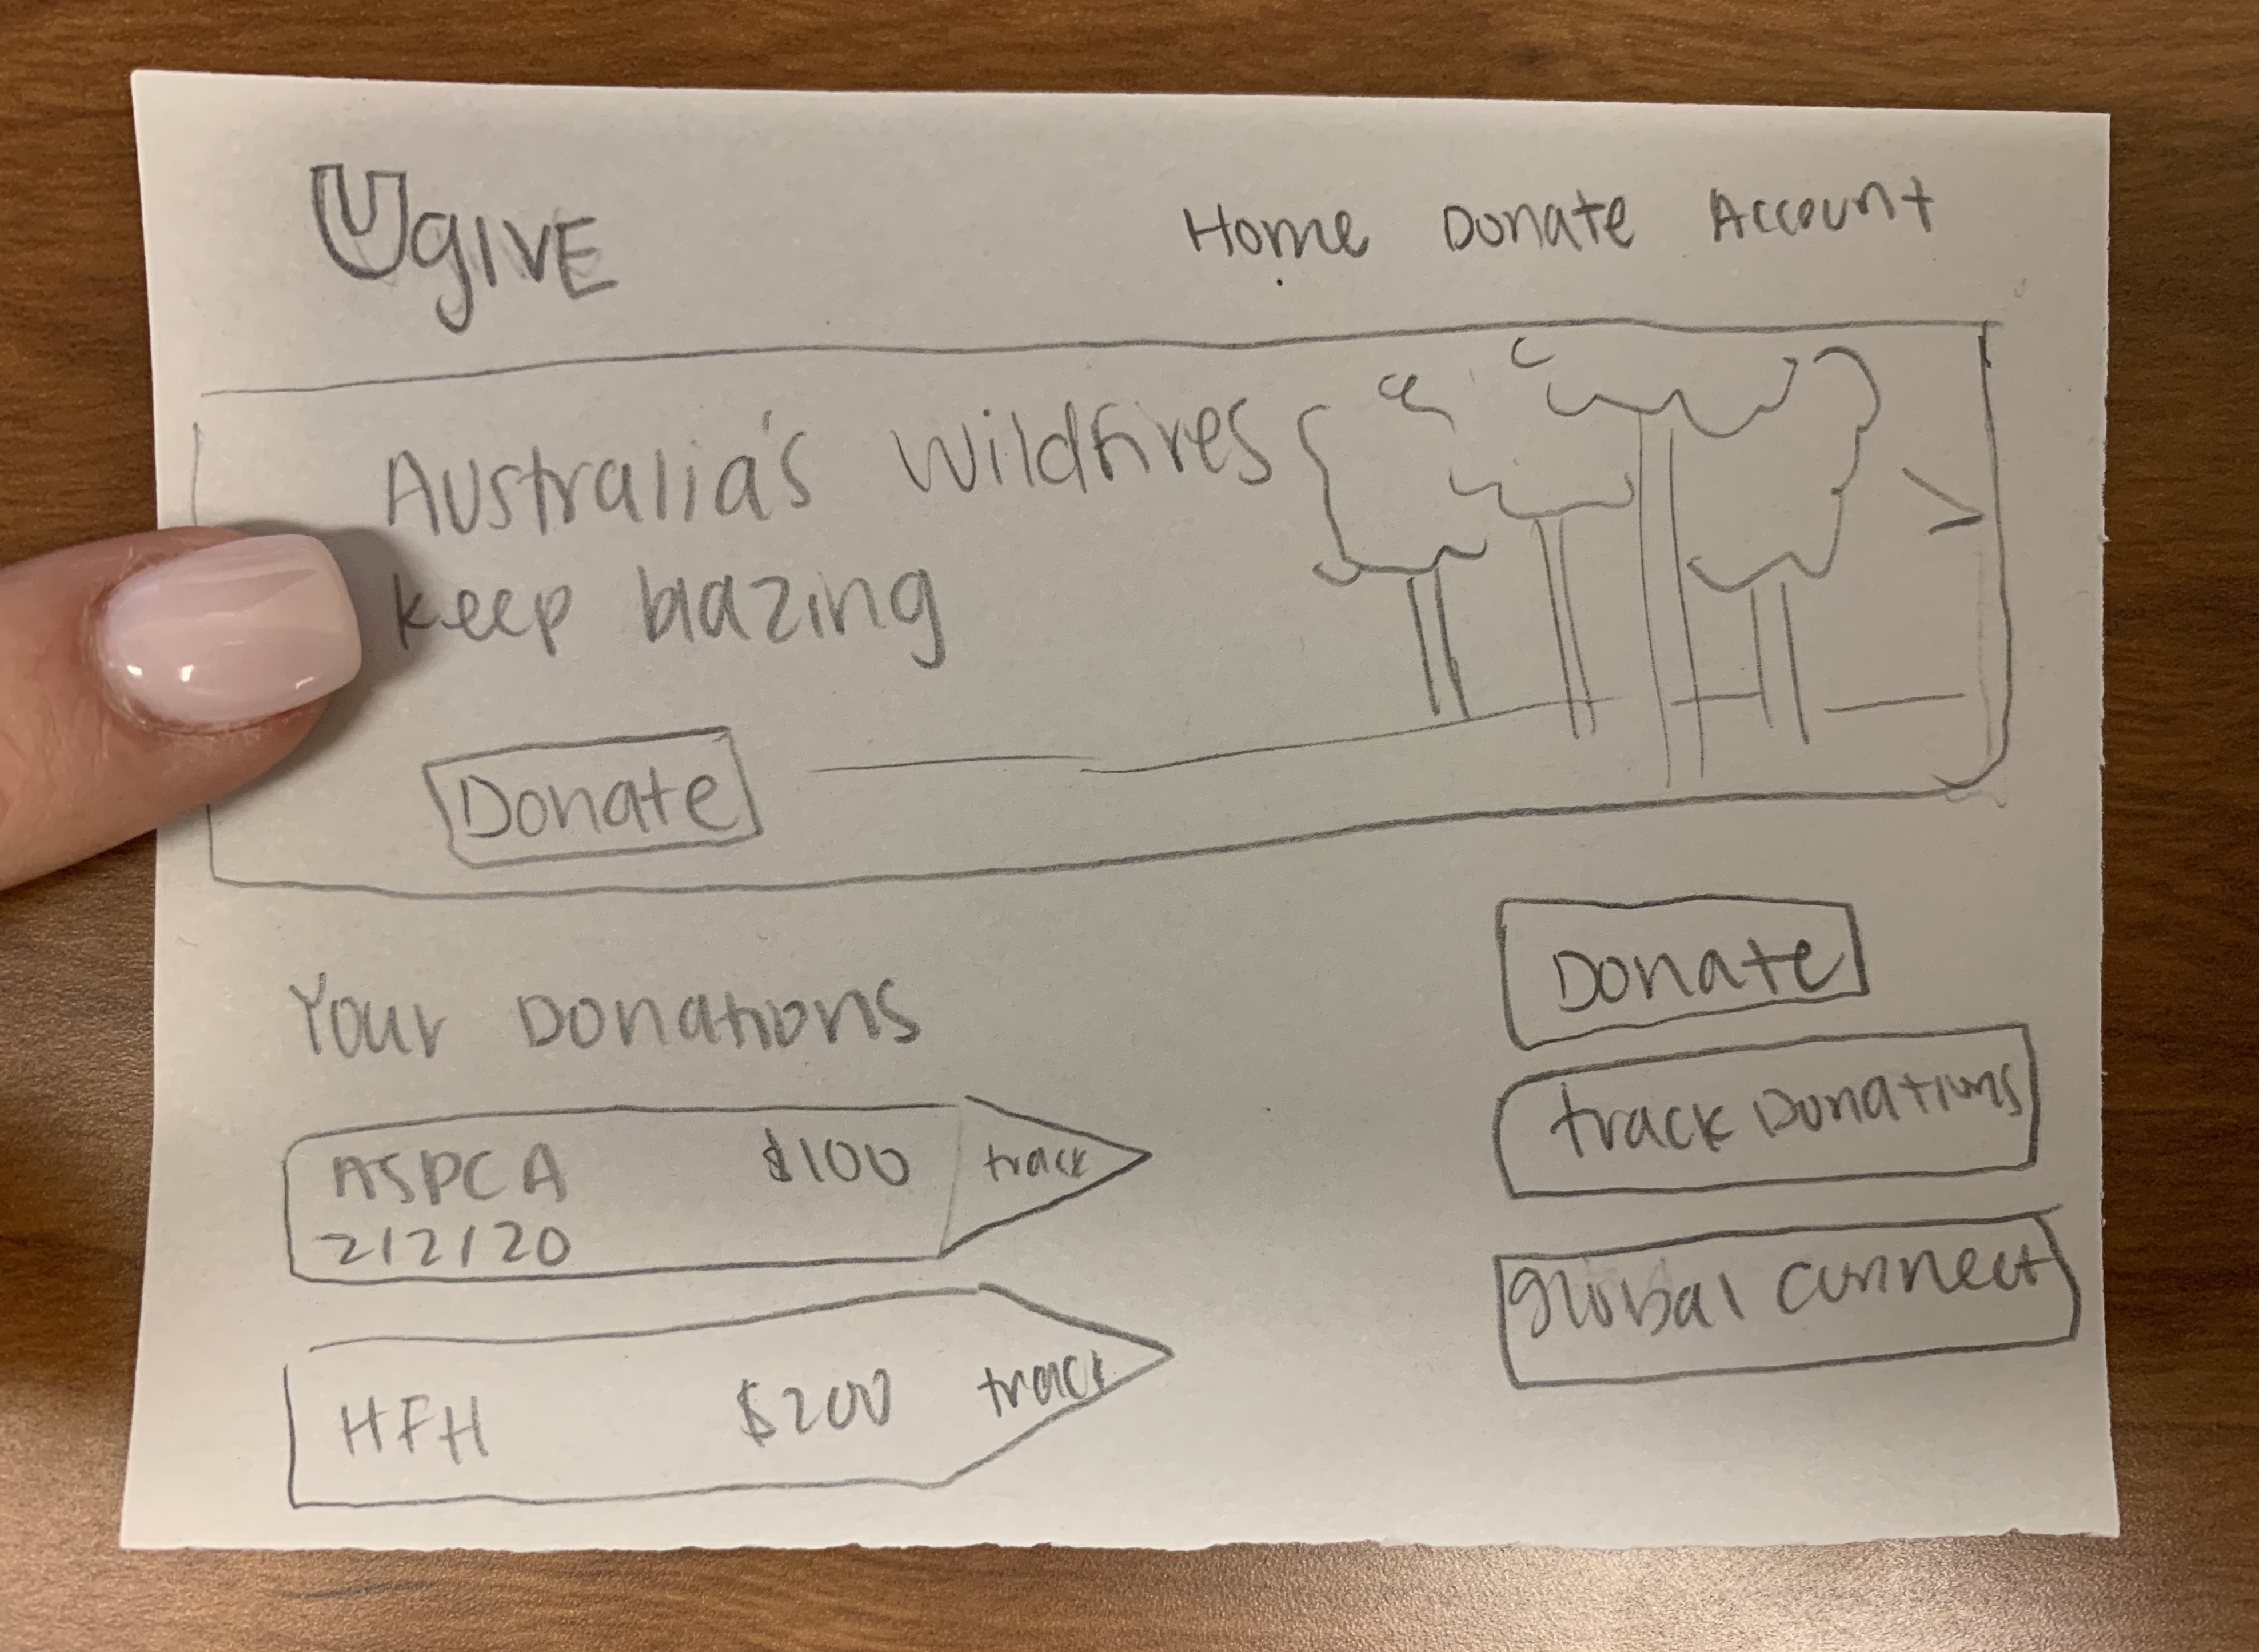 UgIVE
Home Donate Account
Australia's wildfires
keep blazing
>
Donate
Your Donations
ASPCA $100 track
2/2/20
HFH $200 track
Donate
track Donations
global connect